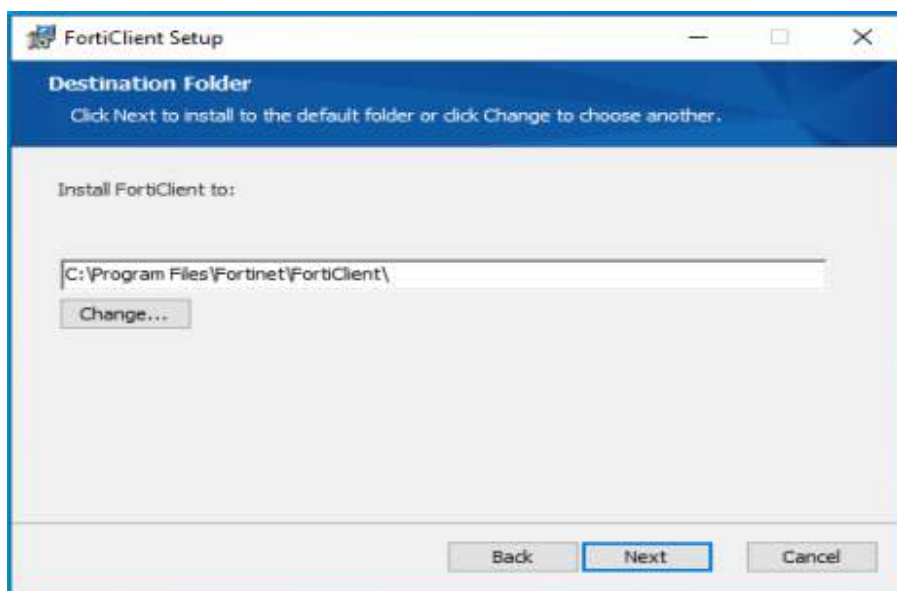 FortiClient Setup
Destination Folder
Click Next to install to the default folder or click Change to choose another.
Install FortiClient to:
C:\Program Files\Fortinet\FortiClient\
Change...
Back Next Cancel